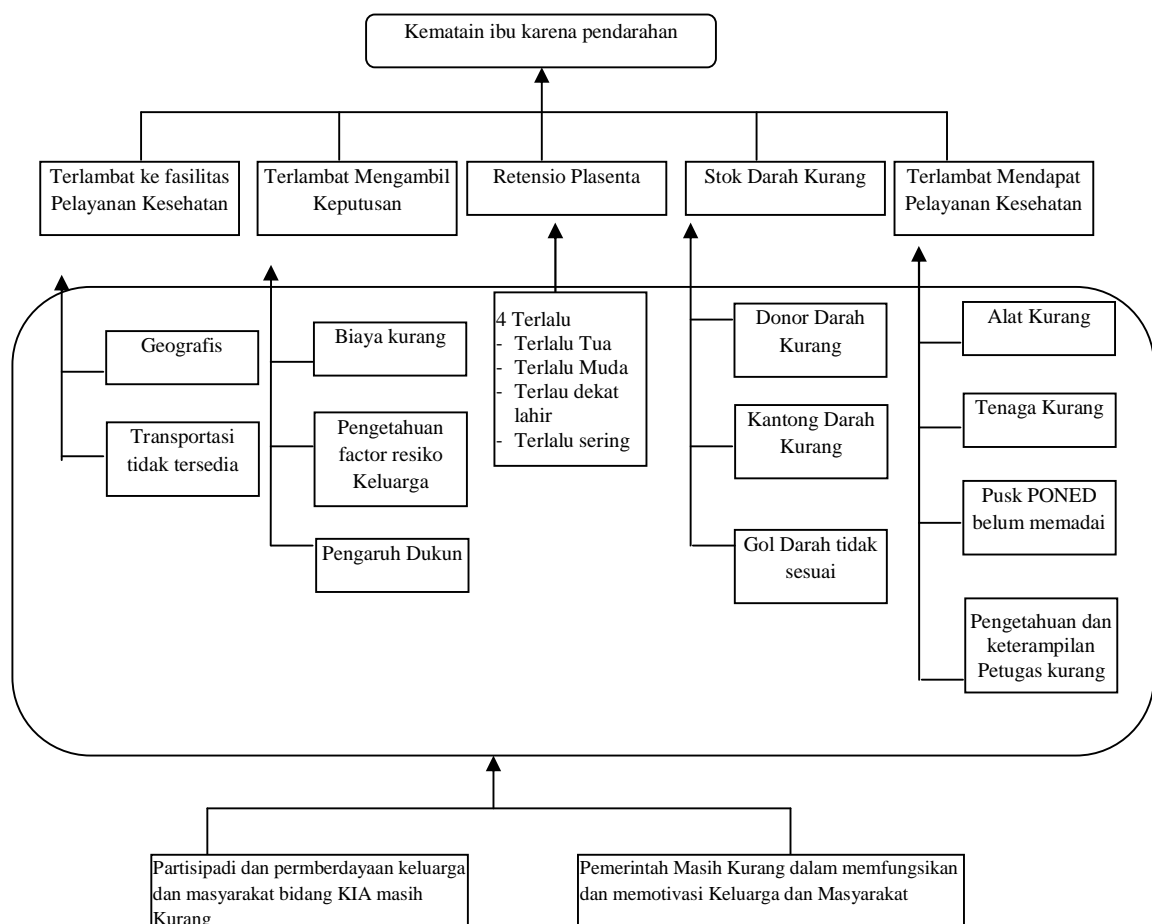 Kematain ibu karena pendarahan
Terlambat ke fasilitas
Pelayanan Kesehatan
Terlambat Mengambil
Keputusan
Retensio Plasenta
Stok Darah Kurang
Terlambat Mendapat
Pelayanan Kesehatan
Geografis
Transportasi
tidak tersedia
Biaya kurang
Pengetahuan
factor resiko
Keluarga
Pengaruh Dukun
4 Terlalu
- Terlalu Tua
- Terlalu Muda
- Terlau dekat
lahir
- Terlalu sering
Donor Darah
Kurang
Kantong Darah
Kurang
Gol Darah tidak
sesuai
Alat Kurang
Tenaga Kurang
Pusk PONED
belum memadai
Pengetahuan dan
keterampilan
Petugas kurang
Partisipadi dan permberdayaan keluarga
dan masyarakat bidang KIA masih
Kurang
Pemerintah Masih Kurang dalam memfungsikan
dan memotivasi Keluarga dan Masyarakat